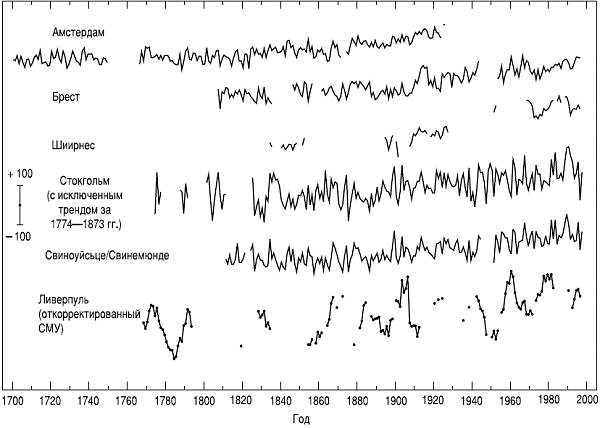 Амстердам
Брест
Ширнес
+ 100
− 100
Стокгольм
(с исключенным
трендом за
1774—1873 гг.)
Свиноуйсьце/Свинемюнде
Ливерпуль
(откорректированный
СМУ)
1700 1720 1740 1760 1780 1800 1820 1840 1860 1880 1900 1920 1940 1960 1980 2000
Год